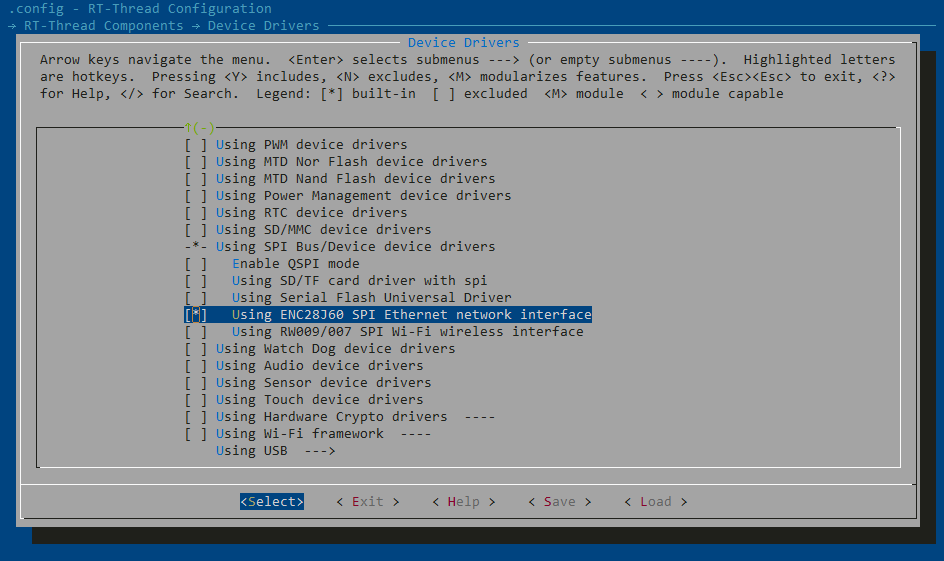 .config - RT-Thread Configuration
→ RT-Thread Components → Device Drivers
Device Drivers
Arrow keys navigate the menu.  <Enter> selects submenus ---> (or empty submenus ----).  Highlighted letters
are hotkeys.  Pressing <Y> includes, <N> excludes, <M> modularizes features.  Press <Esc><Esc> to exit, <?>
for Help, </> for Search.  Legend: [*] built-in  [ ] excluded  <M> module  < > module capable
↑(-)
[ ] Using PWM device drivers
[ ] Using MTD Nor Flash device drivers
[ ] Using MTD Nand Flash device drivers
[ ] Using Power Management device drivers
[ ] Using RTC device drivers
[ ] Using SD/MMC device drivers
-*- Using SPI Bus/Device device drivers
[ ]   Enable QSPI mode
[ ]   Using SD/TF card driver with spi
[ ]   Using Serial Flash Universal Driver
[*]   Using ENC28J60 SPI Ethernet network interface
[ ]   Using RW009/007 SPI Wi-Fi wireless interface
[ ] Using Watch Dog device drivers
[ ] Using Audio device drivers
[ ] Using Sensor device drivers
[ ] Using Touch device drivers
[ ] Using Hardware Crypto drivers  ----
[ ] Using Wi-Fi framework  ----
Using USB  --->
<Select>    < Exit >    < Help >    < Save >    < Load >